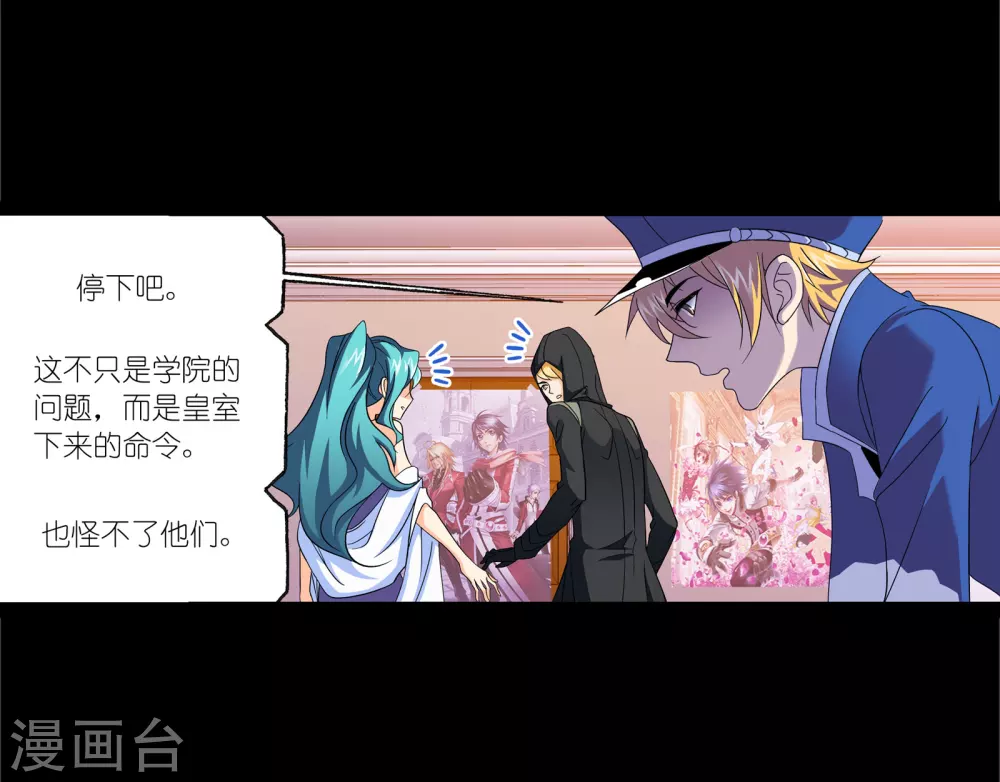 停下吧。
这不只是学院的
问题，而是皇室
下来的命令。
也怪不了他们。
漫画台